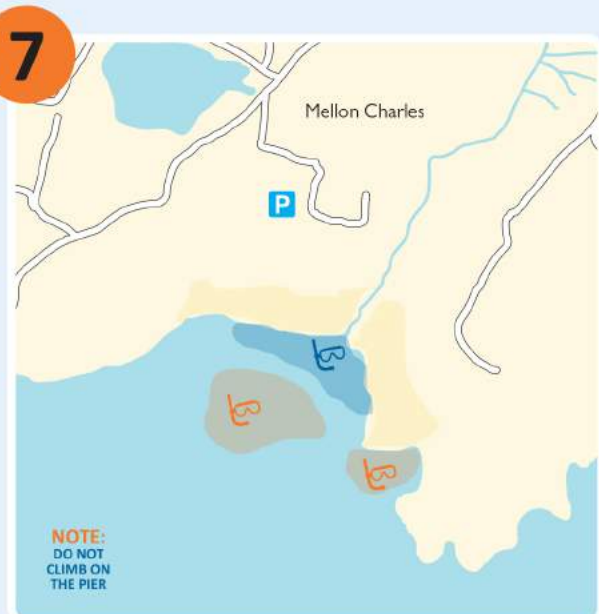 7
Mellon Charles
P
NOTE:
DO NOT
CLIMB ON
THE PIER